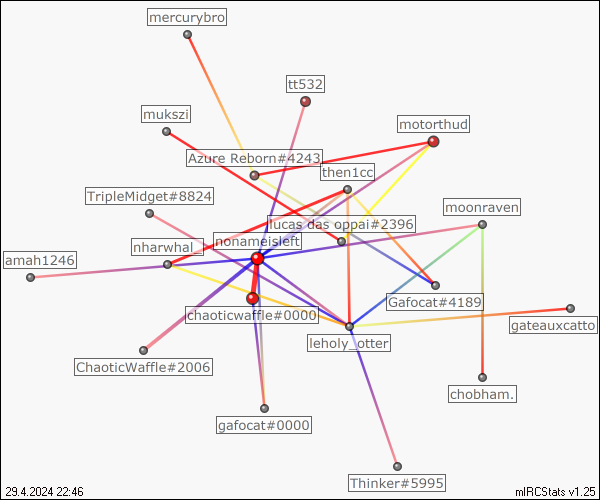 mercurybro
tt532
mukszi
motorthud
Azure Reborn#4243
then1cc
TripleMidget#8824
moonraven
lucas das oppai#2396
nonameisleft
nharwhal_
amah1246
Gafocat#4189
chaoticwaffle#0000
gateauxcatto
leholy_otter
ChaoticWaffle#2006
chobham.
gafocat#0000
Thinker#5995
29.4.2024 22:46
mIRCStats v1.25